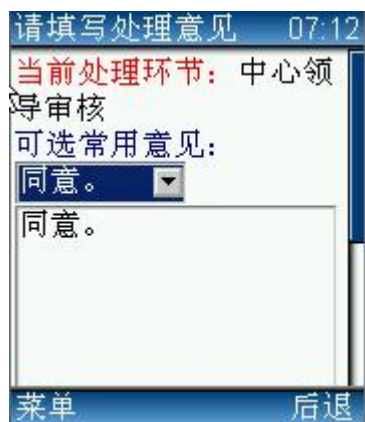 请填写处理意见 07:12
当前处理环节：中心领
导审核
可选常用意见：
同意。
同意。
菜单 后退